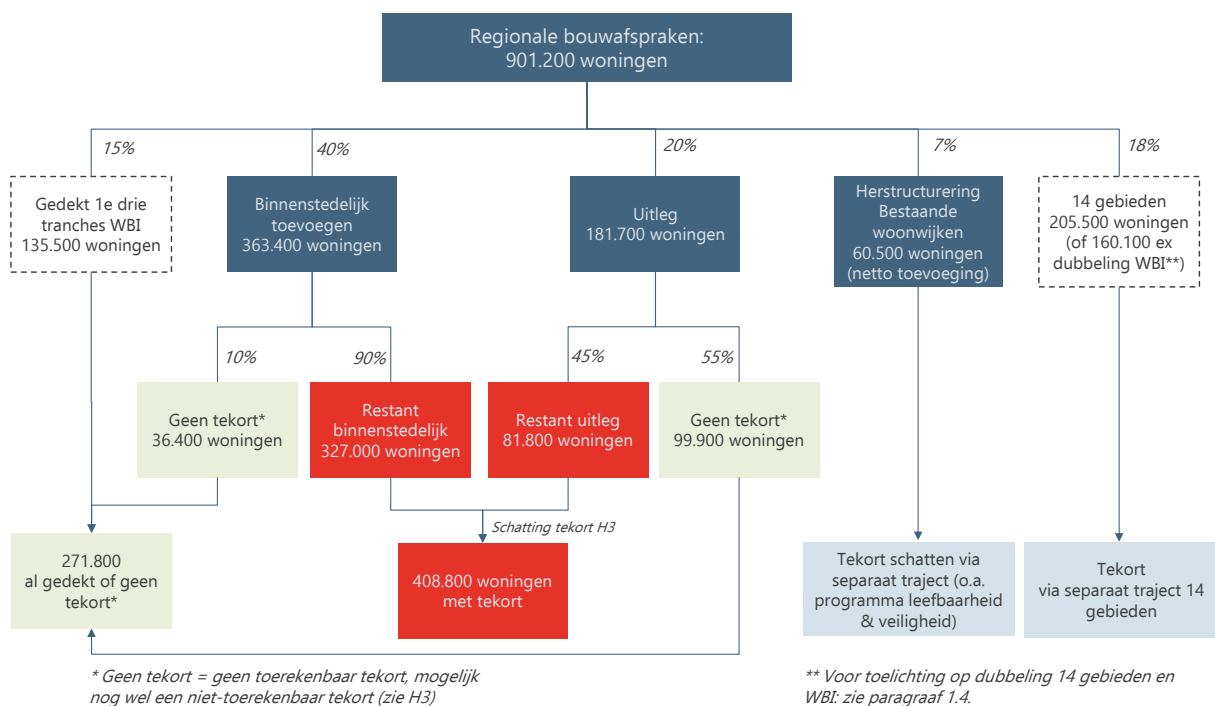 Regionale bouwafspraken:
901.200 woningen
15%
40%
20%
7%
18%
Gedekt 1e drie
tranches WBI
135.500 woningen
Binnenstedelijk
toevoegen
363.400 woningen
Uitleg
181.700 woningen
Herstructurering
Bestaande
woonwijken
60.500 woningen
(netto toevoeging)
14 gebieden
205.500 woningen
(of 160.100 ex
dubbeling WBI**)
10%
90%
45%
55%
Geen tekort*
36.400 woningen
Restant
binnenstedelijk
327.000 woningen
Restant uitleg
81.800 woningen
Geen tekort*
99.900 woningen
Schatting tekort H3
271.800
al gedekt of geen
tekort*
408.800 woningen
met tekort
Tekort schatten via
separaat traject (o.a.
programma leefbaarheid
& veiligheid)
Tekort
via separaat traject 14
gebieden
* Geen tekort = geen toerekenbaar tekort, mogelijk
nog wel een niet-toerekenbaar tekort (zie H3)
** Voor toelichting op dubbeling 14 gebieden en
WBI: zie paragraaf 1.4.